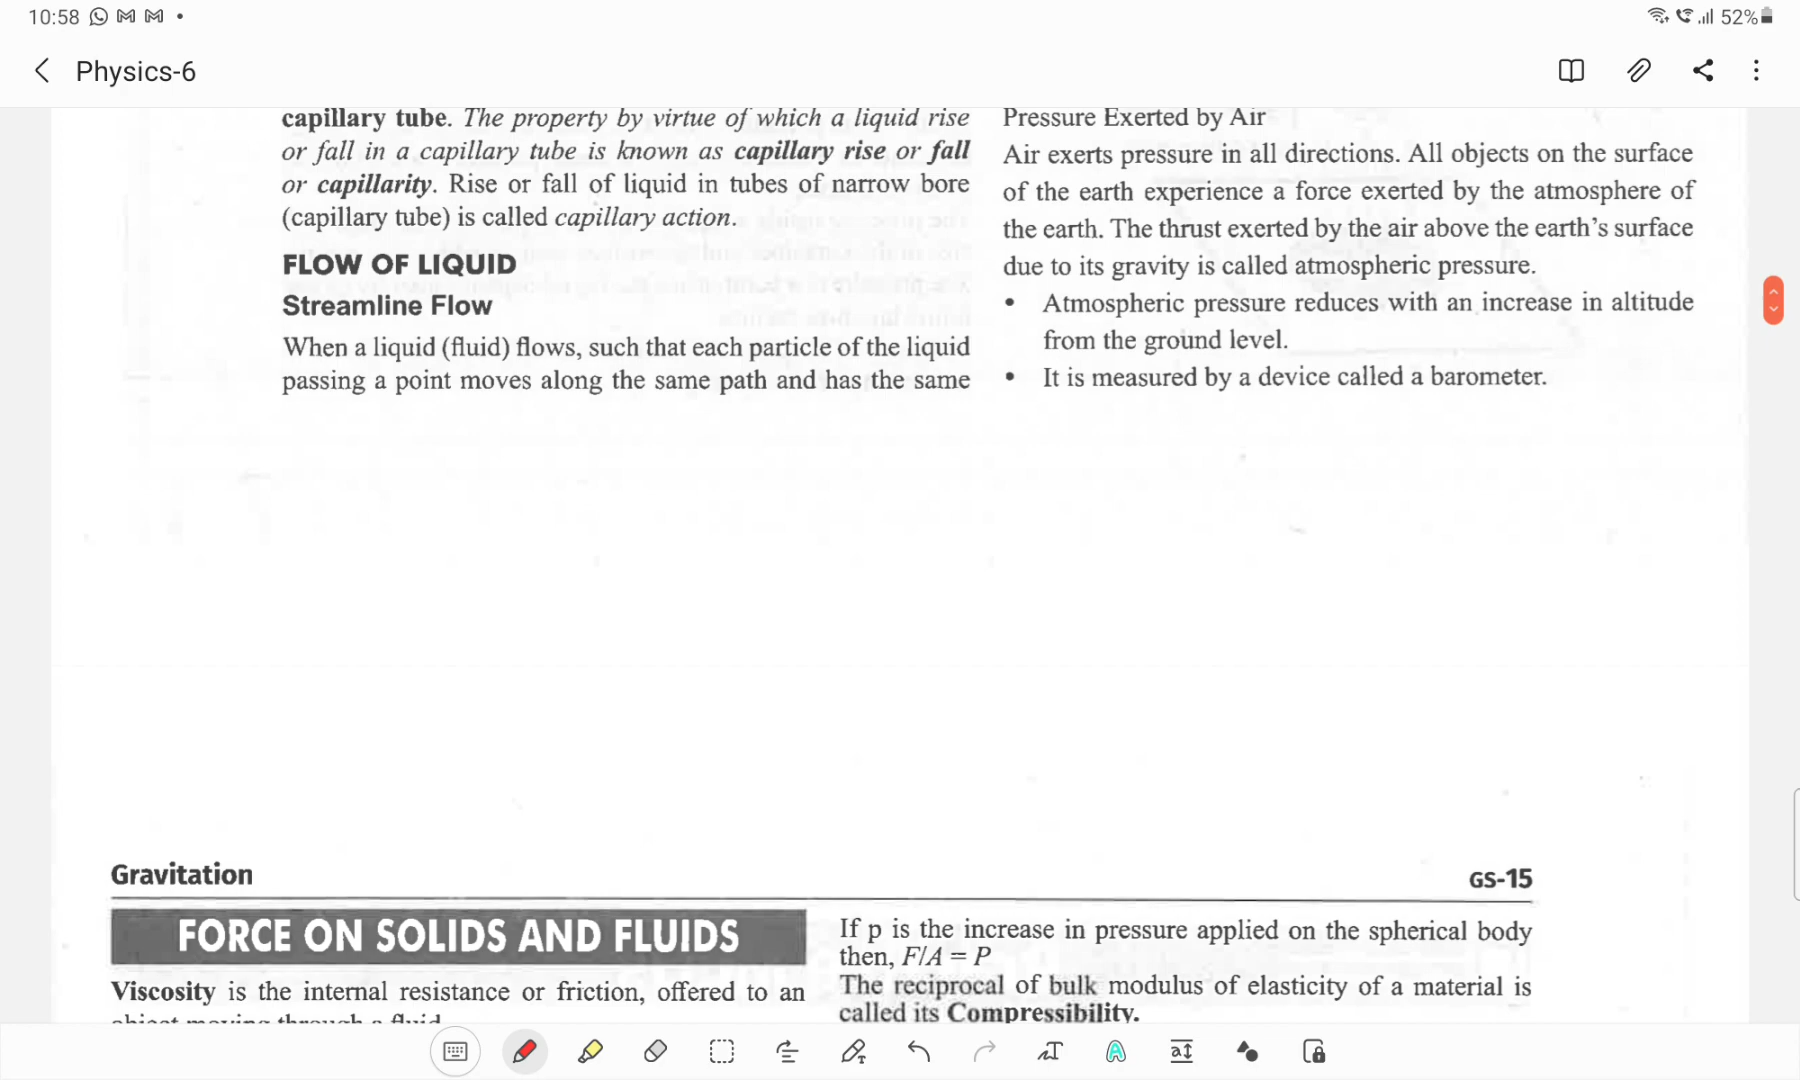 10:58
52%
Physics-6
capillary tube. The property by virtue of which a liquid rise
or fall in a capillary tube is known as capillary rise or fall
or capillarity. Rise or fall of liquid in tubes of narrow bore
(capillary tube) is called capillary action.
FLOW OF LIQUID
Streamline Flow
When a liquid (fluid) flows, such that each particle of the liquid
passing a point moves along the same path and has the same
Pressure Exerted by Air
Air exerts pressure in all directions. All objects on the surface
of the earth experience a force exerted by the atmosphere of
the earth. The thrust exerted by the air above the earth's surface
due to its gravity is called atmospheric pressure.
• Atmospheric pressure reduces with an increase in altitude
from the ground level.
• It is measured by a device called a barometer.
Gravitation
GS-15
FORCE ON SOLIDS AND FLUIDS
Viscosity is the internal resistance or friction, offered to an
object moving through a fluid.
If p is the increase in pressure applied on the spherical body
then, F/A = P
The reciprocal of bulk modulus of elasticity of a material is
called its Compressibility.